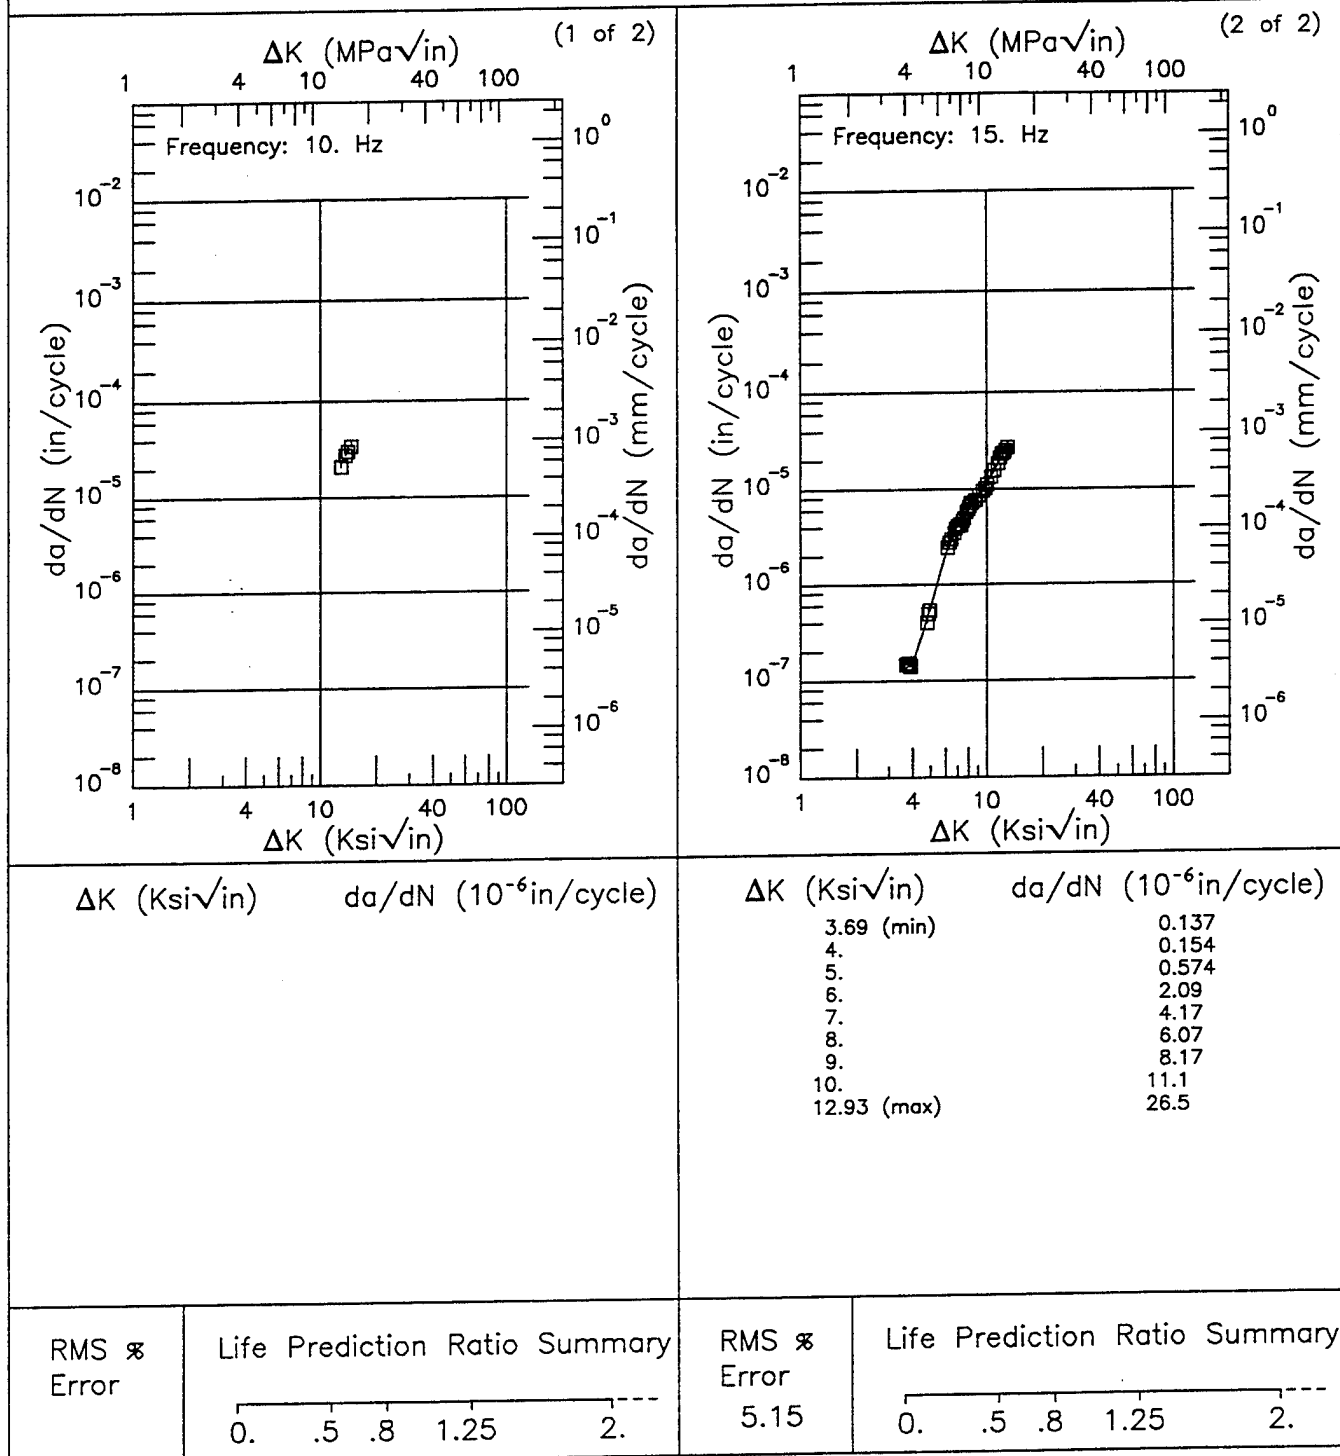 (1 of 2)
ΔK (MPa√in)
1 4 10 40 100
Frequency: 10. Hz
da/dN (in/cycle)
10⁻²
10⁻³
10⁻⁴
10⁻⁵
10⁻⁶
10⁻⁷
10⁻⁸
10⁰
10⁻¹
10⁻²
10⁻³
10⁻⁴
10⁻⁵
10⁻⁶
da/dN (mm/cycle)
1 4 10 40 100
ΔK (Ksi√in)
(2 of 2)
ΔK (MPa√in)
1 4 10 40 100
Frequency: 15. Hz
da/dN (in/cycle)
10⁻²
10⁻³
10⁻⁴
10⁻⁵
10⁻⁶
10⁻⁷
10⁻⁸
10⁰
10⁻¹
10⁻²
10⁻³
10⁻⁴
10⁻⁵
10⁻⁶
da/dN (mm/cycle)
1 4 10 40 100
ΔK (Ksi√in)
ΔK (Ksi√in) da/dN (10⁻⁶in/cycle)
ΔK (Ksi√in) da/dN (10⁻⁶in/cycle)
3.69 (min) 0.137
4. 0.154
5. 0.574
6. 2.09
7. 4.17
8. 6.07
9. 8.17
10. 11.1
12.93 (max) 26.5
RMS %
Error
Life Prediction Ratio Summary
0. .5 .8 1.25 2.
RMS %
Error
5.15
Life Prediction Ratio Summary
0. .5 .8 1.25 2.